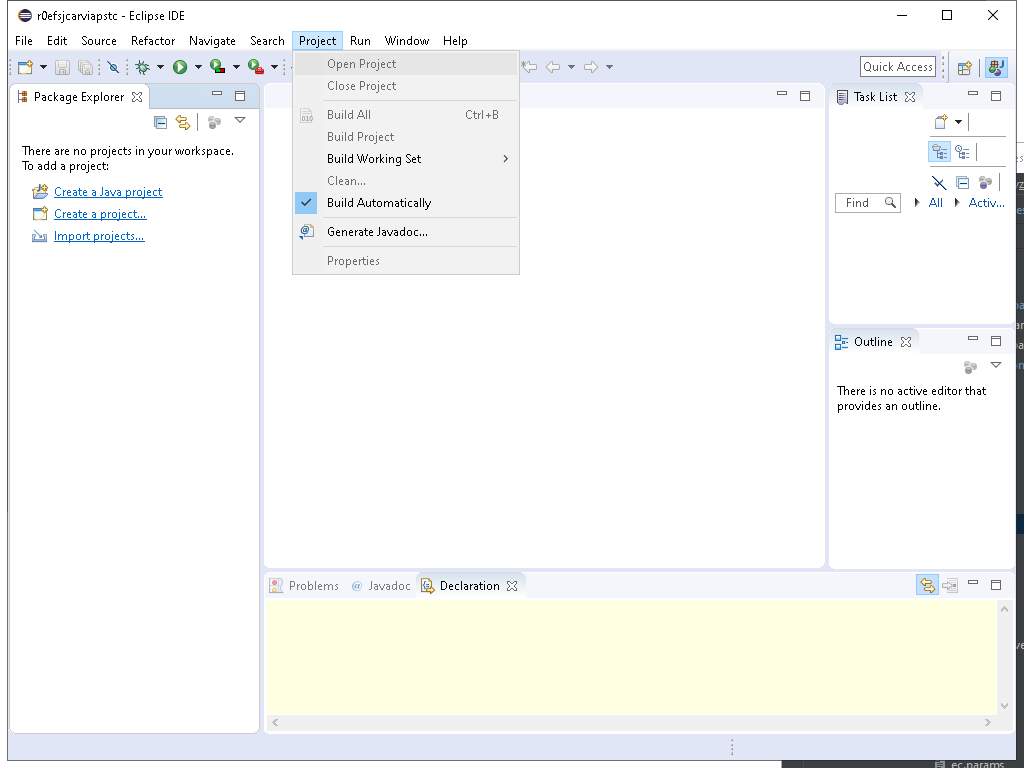 r0efsjcarviapstc - Eclipse IDE
File Edit Source Refactor Navigate Search Project Run Window Help
Quick Access
Package Explorer
There are no projects in your workspace.
To add a project:
Create a Java project
Create a project...
Import projects...
Open Project
Close Project
Build All Ctrl+B
Build Project
Build Working Set
Clean...
Build Automatically
Generate Javadoc...
Properties
Task List
Find All Activ...
Outline
There is no active editor that
provides an outline.
Problems @ Javadoc Declaration
ec.params